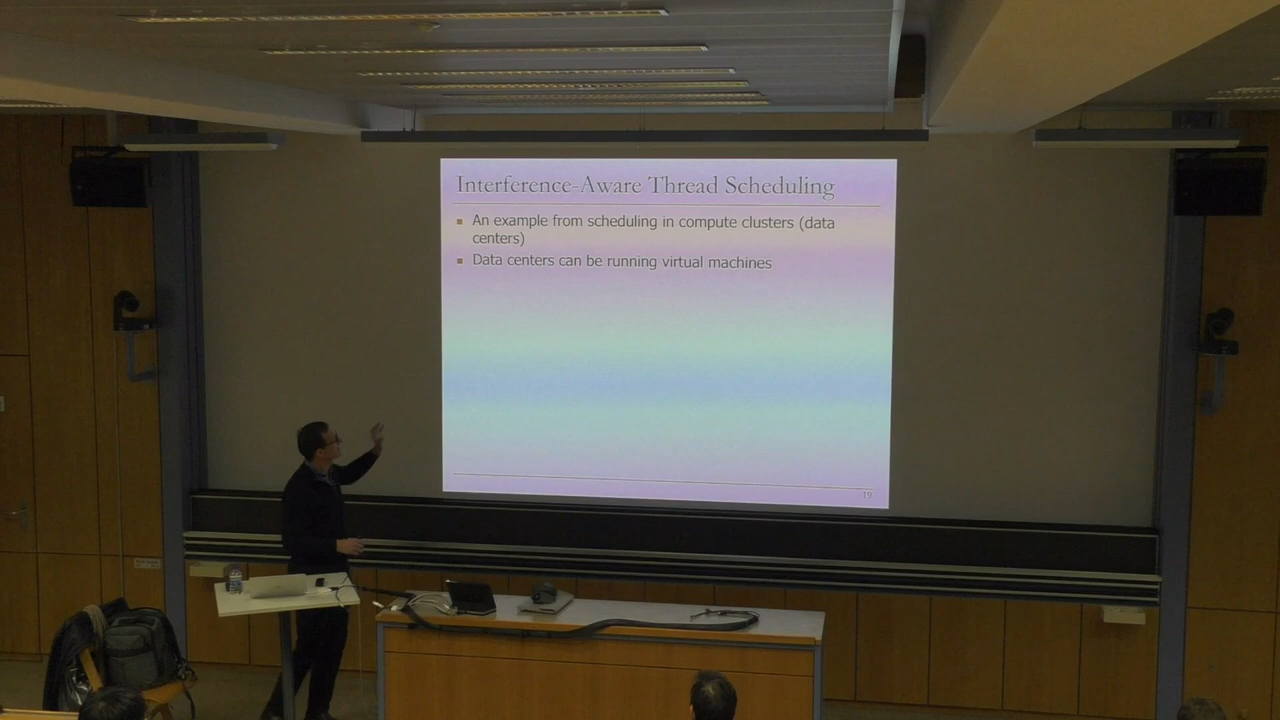 Interference-Aware Thread Scheduling
An example from scheduling in compute clusters (data
centers)
Data centers can be running virtual machines
19